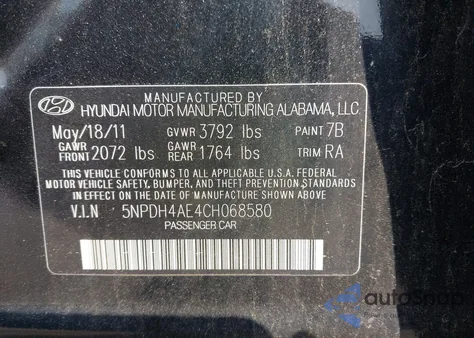 MANUFACTURED BY
HYUNDAI MOTOR MANUFACTURING ALABAMA, LLC
May/18/11 GVWR 3792 lbs PAINT 7B
GAWR FRONT 2072 lbs GAWR REAR 1764 lbs TRIM RA
THIS VEHICLE CONFORMS TO ALL APPLICABLE U.S.A. FEDERAL
MOTOR VEHICLE SAFETY, BUMPER, AND THEFT PREVENTION STANDARDS
IN EFFECT ON THE DATE OF MANUFACTURE SHOWN ABOVE.
V.I.N 5NPDH4AE4CH068580
PASSENGER CAR
autoSnap